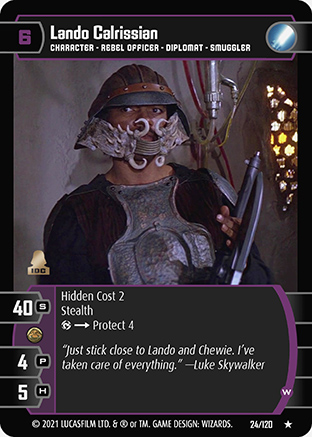 6
Lando Calrissian
CHARACTER - REBEL OFFICER - DIPLOMAT - SMUGGLER
IDC
40 S
4 P
5 H
Hidden Cost 2
Stealth
→ Protect 4
“Just stick close to Lando and Chewie. I’ve
taken care of everything.” —Luke Skywalker
W
© 2021 LUCASFILM LTD. & ® or TM. GAME DESIGN: WIZARDS.
24/120 ★